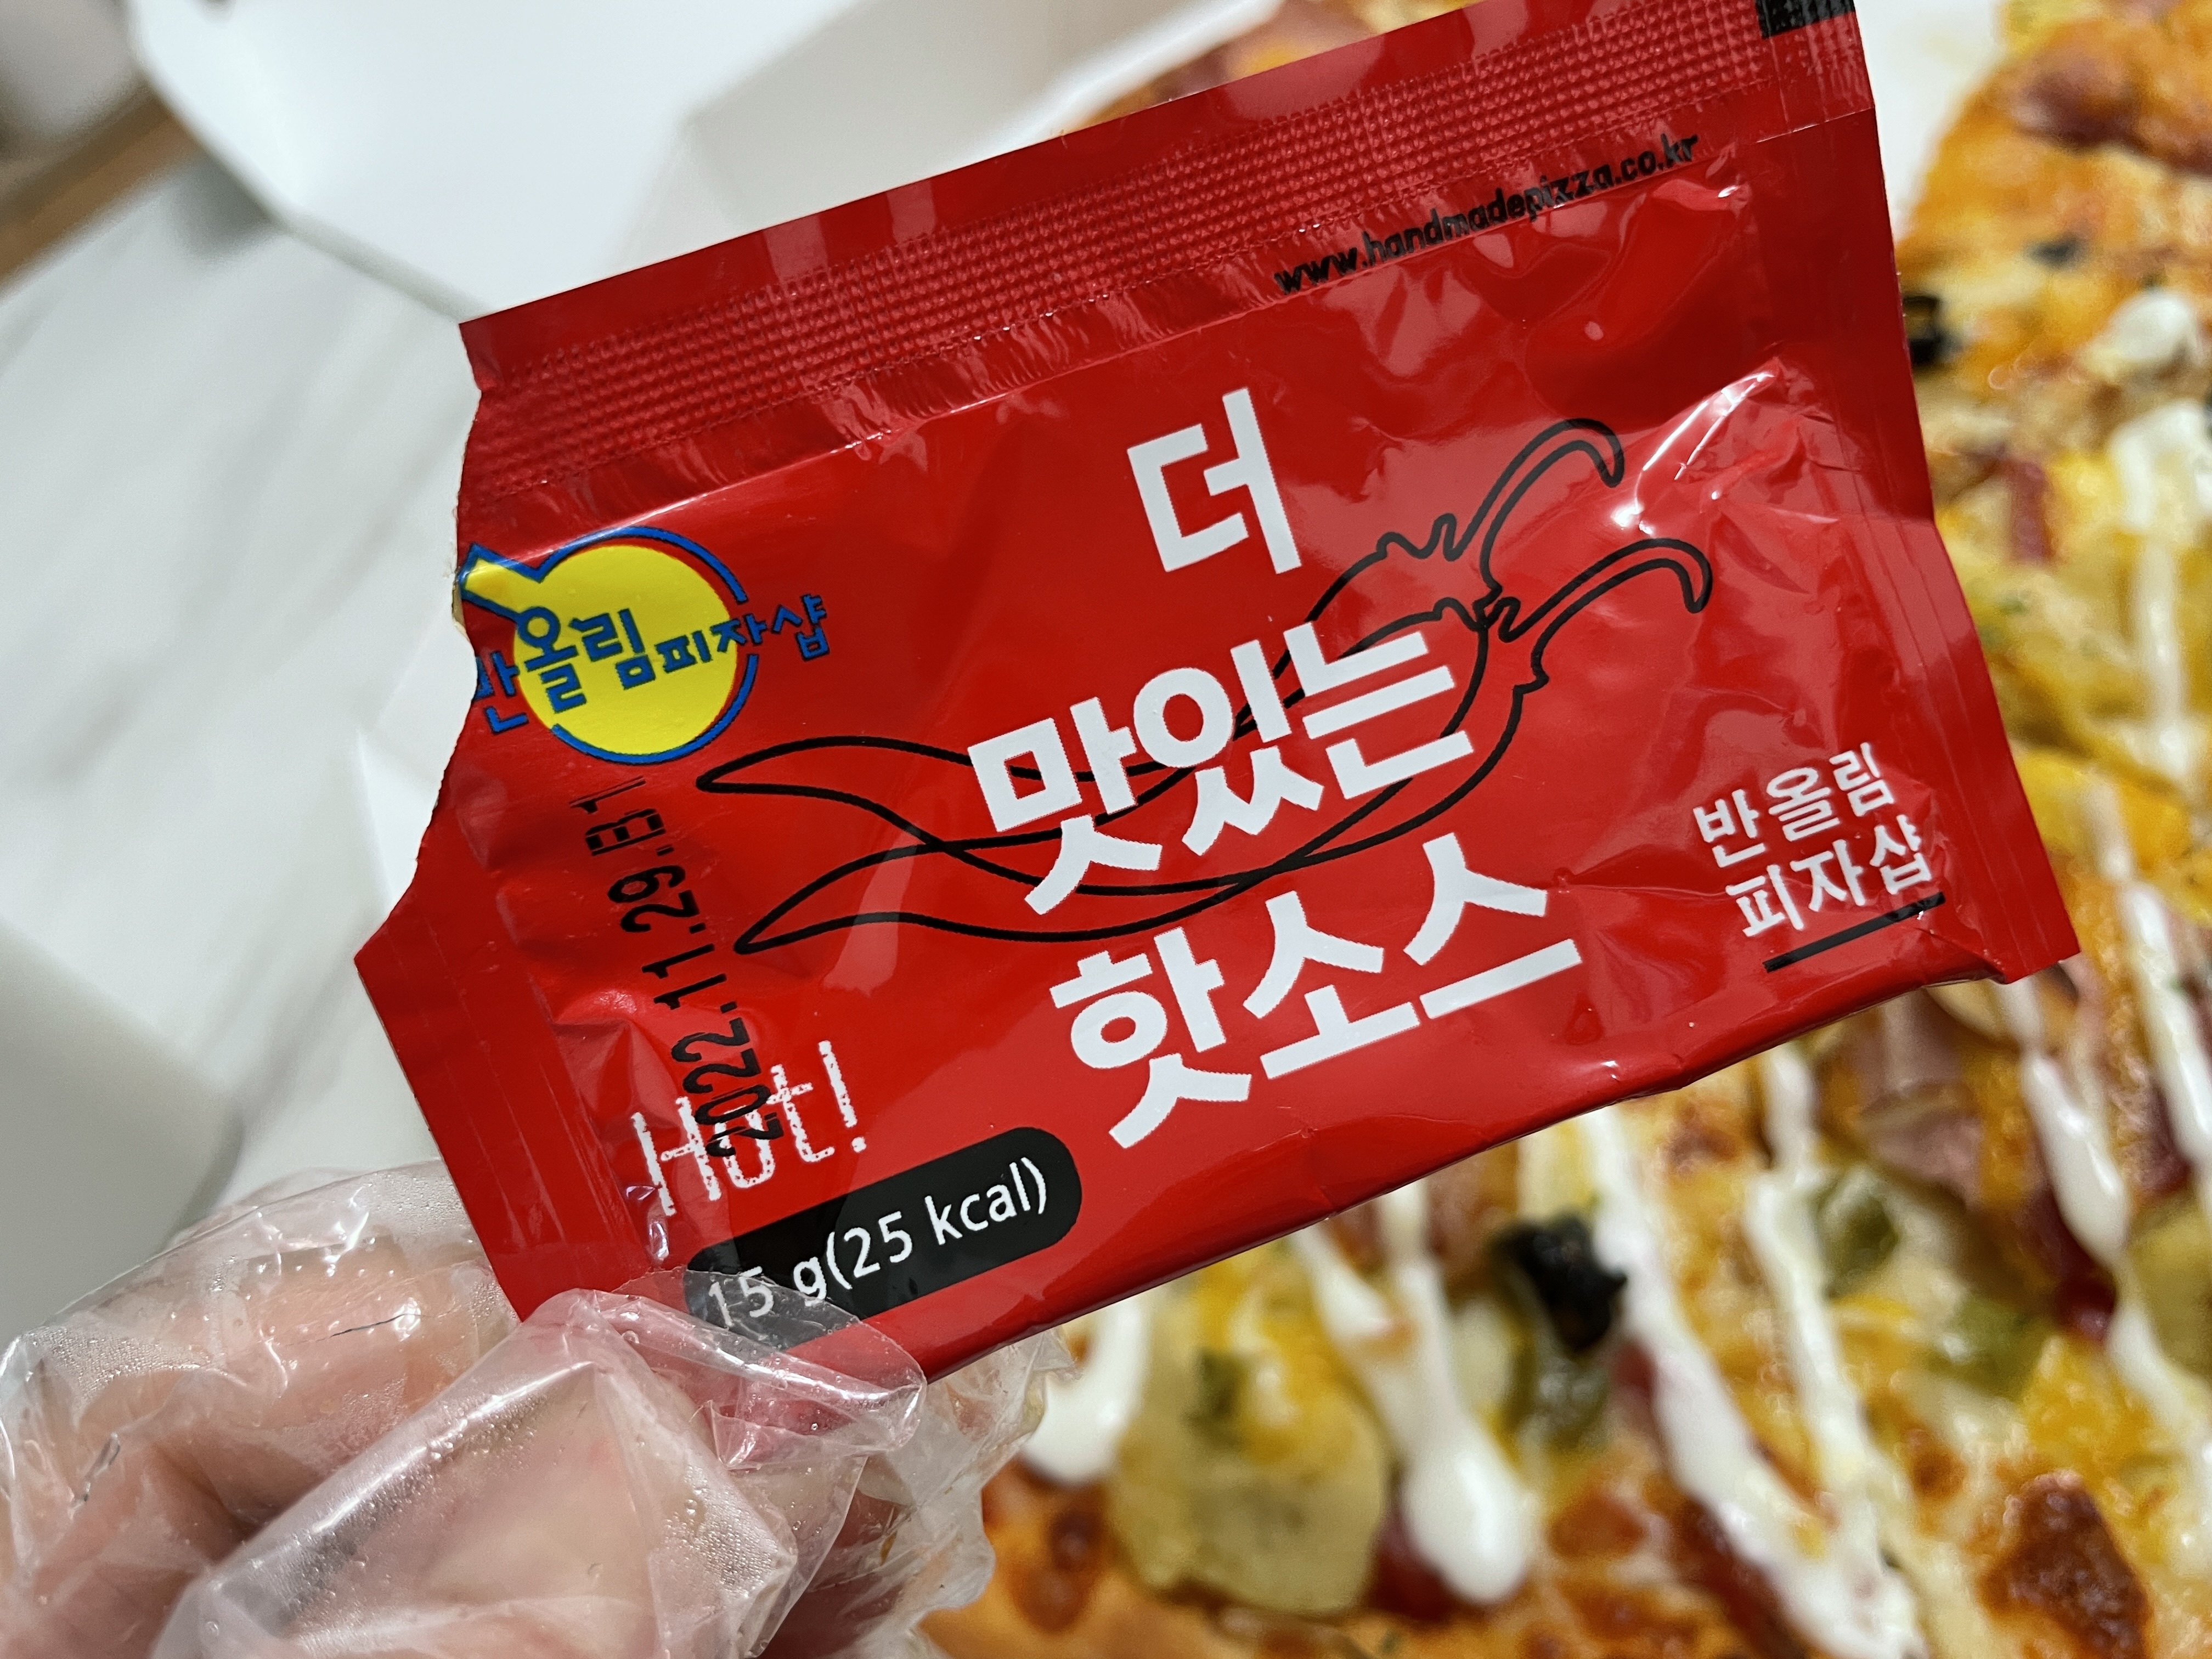 www.handmadepizza.co.kr
더
맛있는
핫소스
반올림피자샵
반올림
피자샵
2022.11.29.B1
Hot!
15 g(25 kcal)